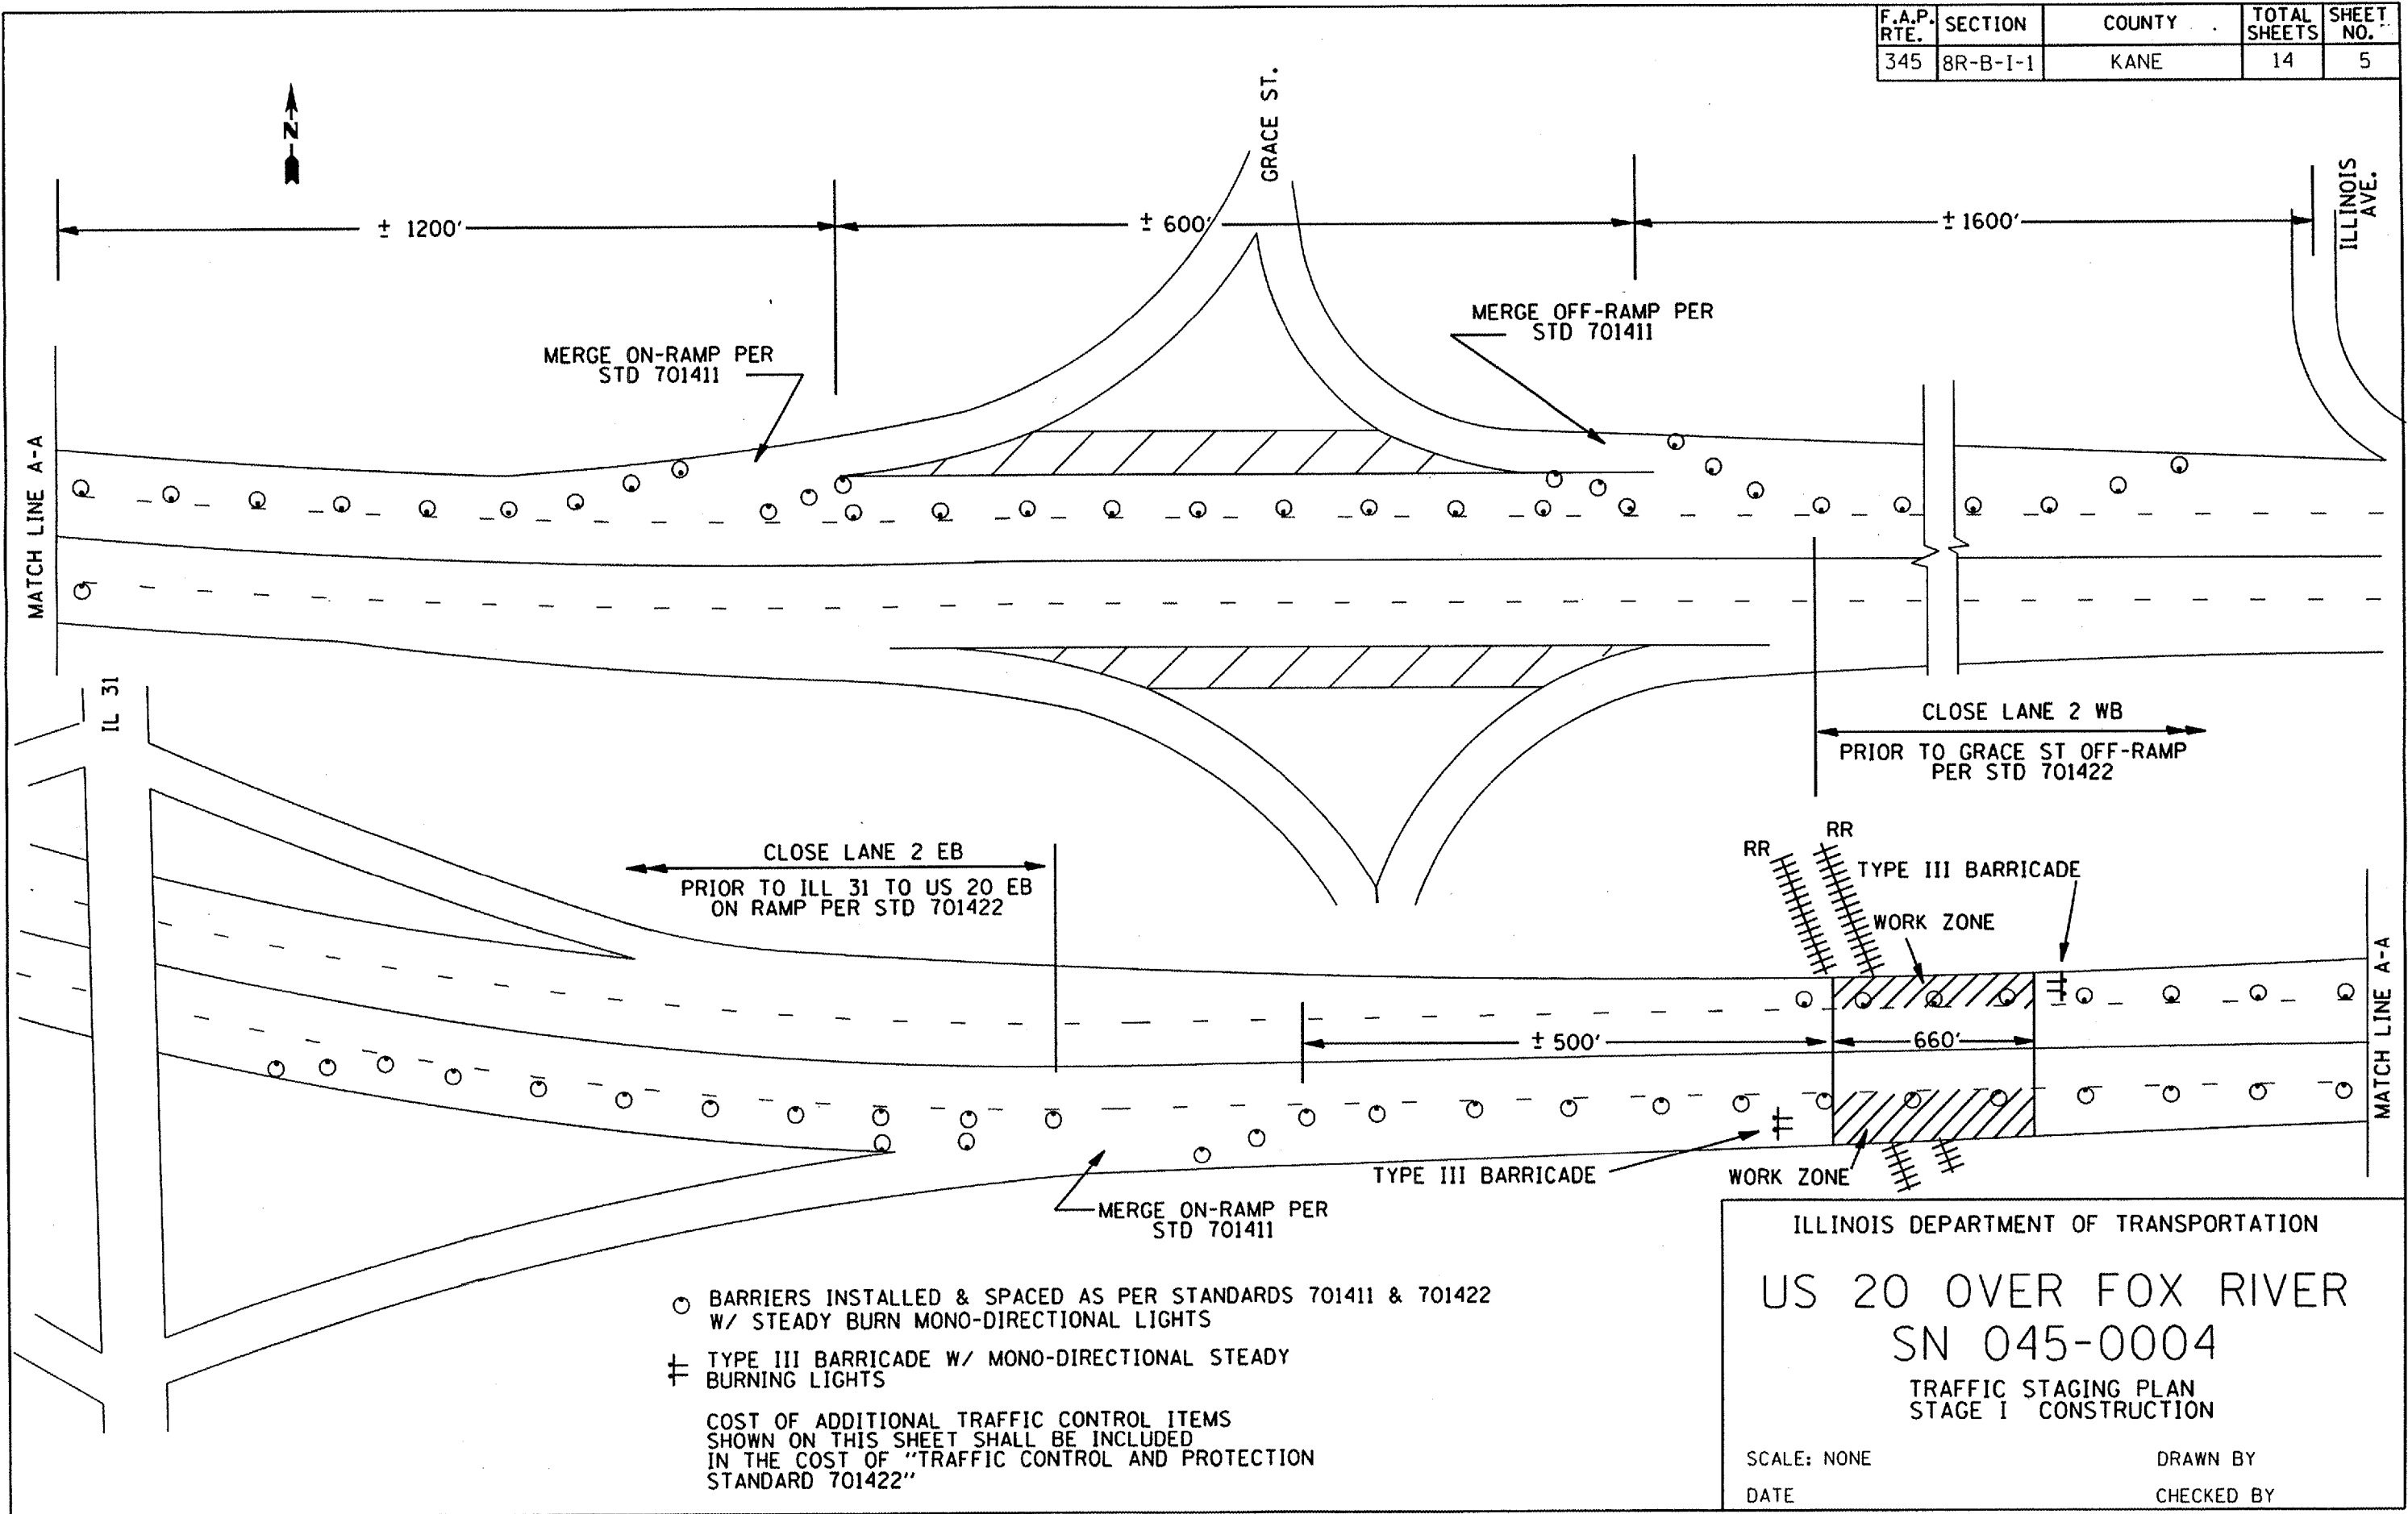 F.A.P. RTE.
SECTION
COUNTY
TOTAL SHEETS
SHEET NO.
345
8R-B-I-1
KANE
14
5
N
GRACE ST.
ILLINOIS AVE.
± 1200'
± 600'
± 1600'
MERGE ON-RAMP PER
STD 701411
MERGE OFF-RAMP PER
STD 701411
MATCH LINE A-A
IL 31
CLOSE LANE 2 WB
PRIOR TO GRACE ST OFF-RAMP
PER STD 701422
CLOSE LANE 2 EB
PRIOR TO ILL 31 TO US 20 EB
ON RAMP PER STD 701422
RR
RR
TYPE III BARRICADE
WORK ZONE
± 500'
660'
MATCH LINE A-A
TYPE III BARRICADE
WORK ZONE
MERGE ON-RAMP PER
STD 701411
BARRIERS INSTALLED & SPACED AS PER STANDARDS 701411 & 701422
W/ STEADY BURN MONO-DIRECTIONAL LIGHTS
TYPE III BARRICADE W/ MONO-DIRECTIONAL STEADY
BURNING LIGHTS
COST OF ADDITIONAL TRAFFIC CONTROL ITEMS
SHOWN ON THIS SHEET SHALL BE INCLUDED
IN THE COST OF "TRAFFIC CONTROL AND PROTECTION
STANDARD 701422"
ILLINOIS DEPARTMENT OF TRANSPORTATION
US 20 OVER FOX RIVER
SN 045-0004
TRAFFIC STAGING PLAN
STAGE I CONSTRUCTION
SCALE: NONE
DRAWN BY
DATE
CHECKED BY